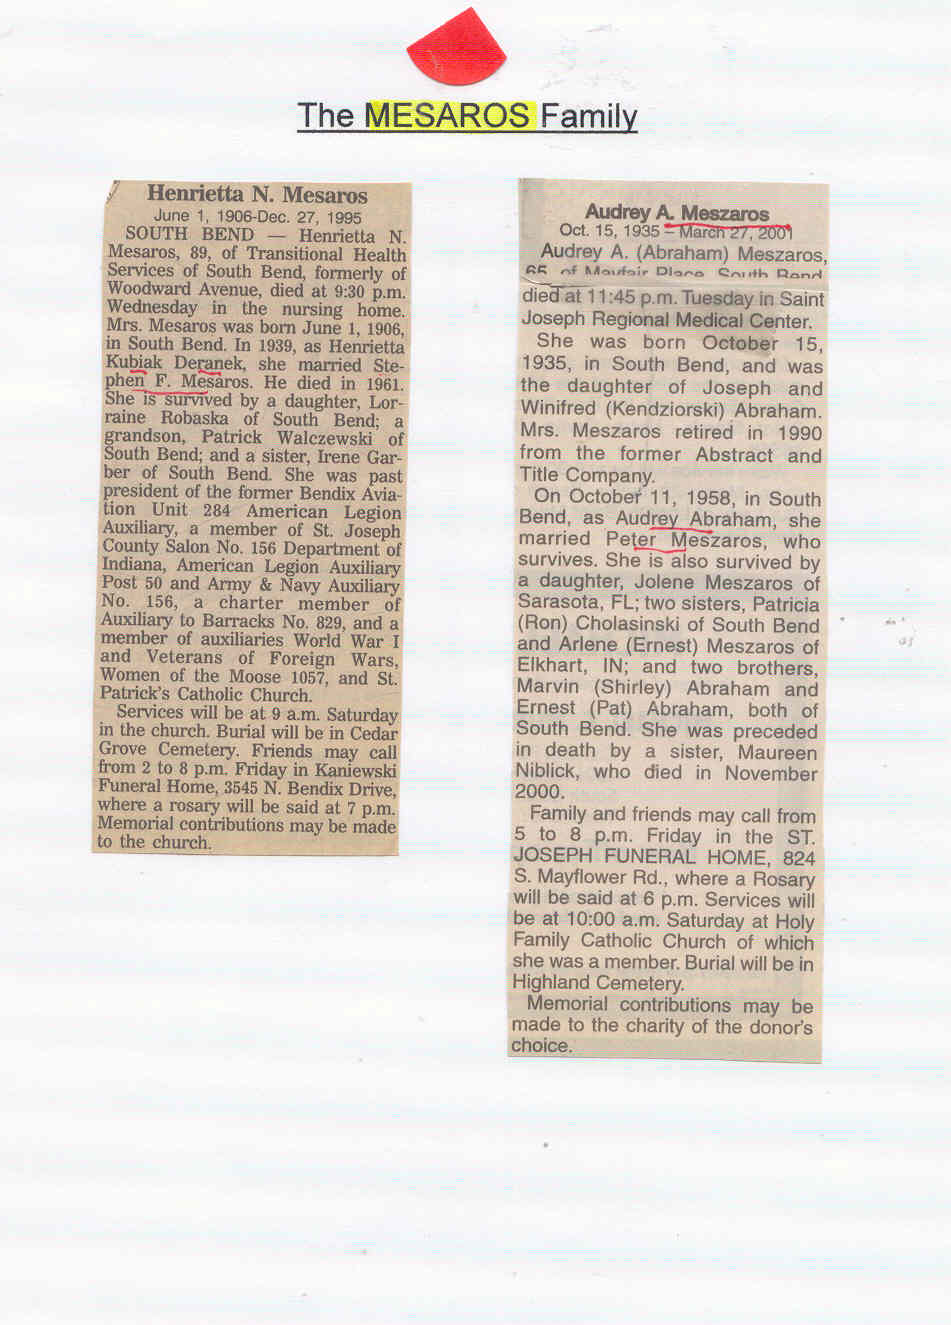 The MESAROS Family
Henrietta N. Mesaros
June 1, 1906-Dec. 27, 1995
SOUTH BEND — Henrietta N.
Mesaros, 89, of Transitional Health
Services of South Bend, formerly of
Woodward Avenue, died at 9:30 p.m.
Wednesday in the nursing home.
Mrs. Mesaros was born June 1, 1906,
in South Bend. In 1939, as Henrietta
Kubiak Deranek, she married Ste-
phen F. Mesaros. He died in 1961.
She is survived by a daughter, Lor-
raine Robaska of South Bend; a
grandson, Patrick Walczewski of
South Bend; and a sister, Irene Gar-
ber of South Bend. She was past
president of the former Bendix Avia-
tion Unit 284 American Legion
Auxiliary, a member of St. Joseph
County Salon No. 156 Department of
Indiana, American Legion Auxiliary
Post 50 and Army & Navy Auxiliary
No. 156, a charter member of
Auxiliary to Barracks No. 829, and a
member of auxiliaries World War I
and Veterans of Foreign Wars,
Women of the Moose 1057, and St.
Patrick's Catholic Church.
Services will be at 9 a.m. Saturday
in the church. Burial will be in Cedar
Grove Cemetery. Friends may call
from 2 to 8 p.m. Friday in Kaniewski
Funeral Home, 3545 N. Bendix Drive,
where a rosary will be said at 7 p.m.
Memorial contributions may be made
to the church.
Audrey A. Meszaros
Oct. 15, 1935 – March 27, 2001
Audrey A. (Abraham) Meszaros,
65, of Mayfair Place, South Bend
died at 11:45 p.m. Tuesday in Saint
Joseph Regional Medical Center.
She was born October 15,
1935, in South Bend, and was
the daughter of Joseph and
Winifred (Kendziorski) Abraham.
Mrs. Meszaros retired in 1990
from the former Abstract and
Title Company.
On October 11, 1958, in South
Bend, as Audrey Abraham, she
married Peter Meszaros, who
survives. She is also survived by
a daughter, Jolene Meszaros of
Sarasota, FL; two sisters, Patricia
(Ron) Cholasinski of South Bend
and Arlene (Ernest) Meszaros of
Elkhart, IN; and two brothers,
Marvin (Shirley) Abraham and
Ernest (Pat) Abraham, both of
South Bend. She was preceded
in death by a sister, Maureen
Niblick, who died in November
2000.
Family and friends may call from
5 to 8 p.m. Friday in the ST.
JOSEPH FUNERAL HOME, 824
S. Mayflower Rd., where a Rosary
will be said at 6 p.m. Services will
be at 10:00 a.m. Saturday at Holy
Family Catholic Church of which
she was a member. Burial will be in
Highland Cemetery.
Memorial contributions may be
made to the charity of the donor's
choice.